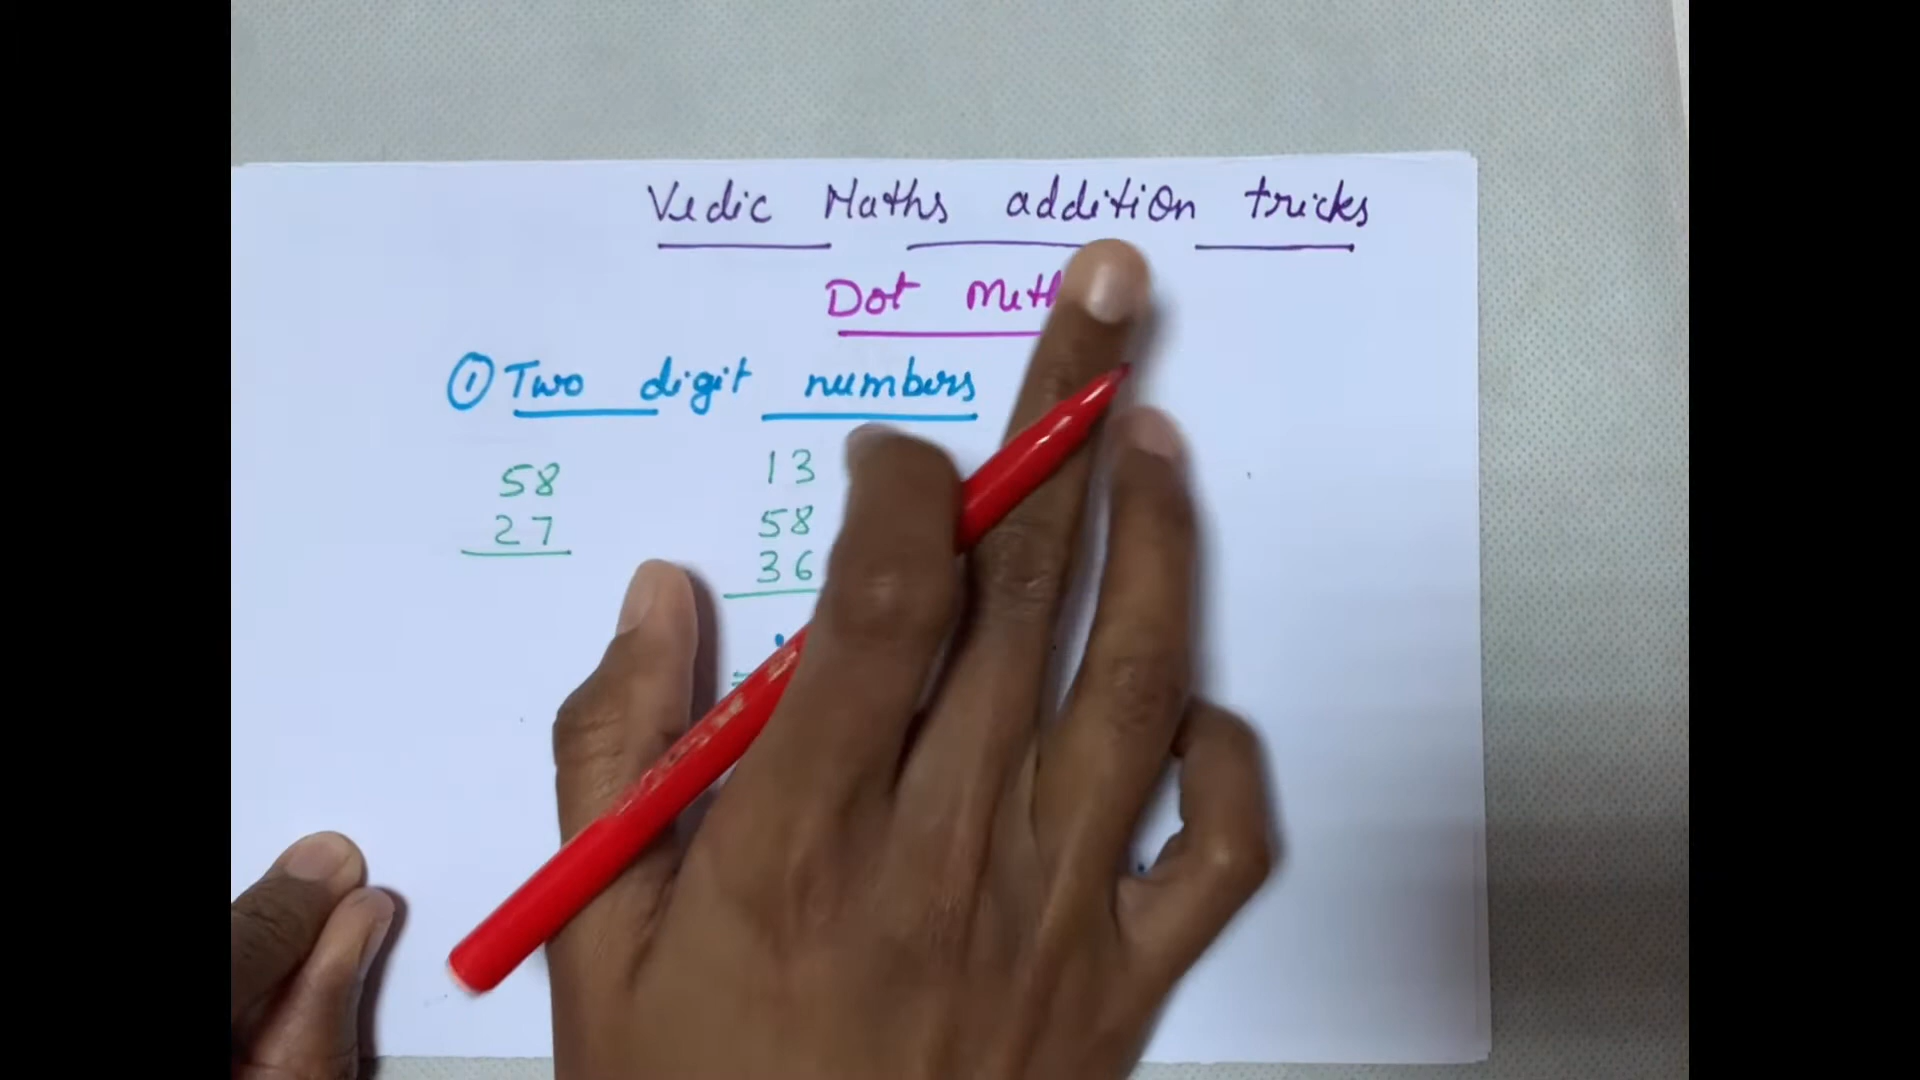 Vedic Maths addition tricks
Dot
① Two digit numbers
58
27
13
58
36
=